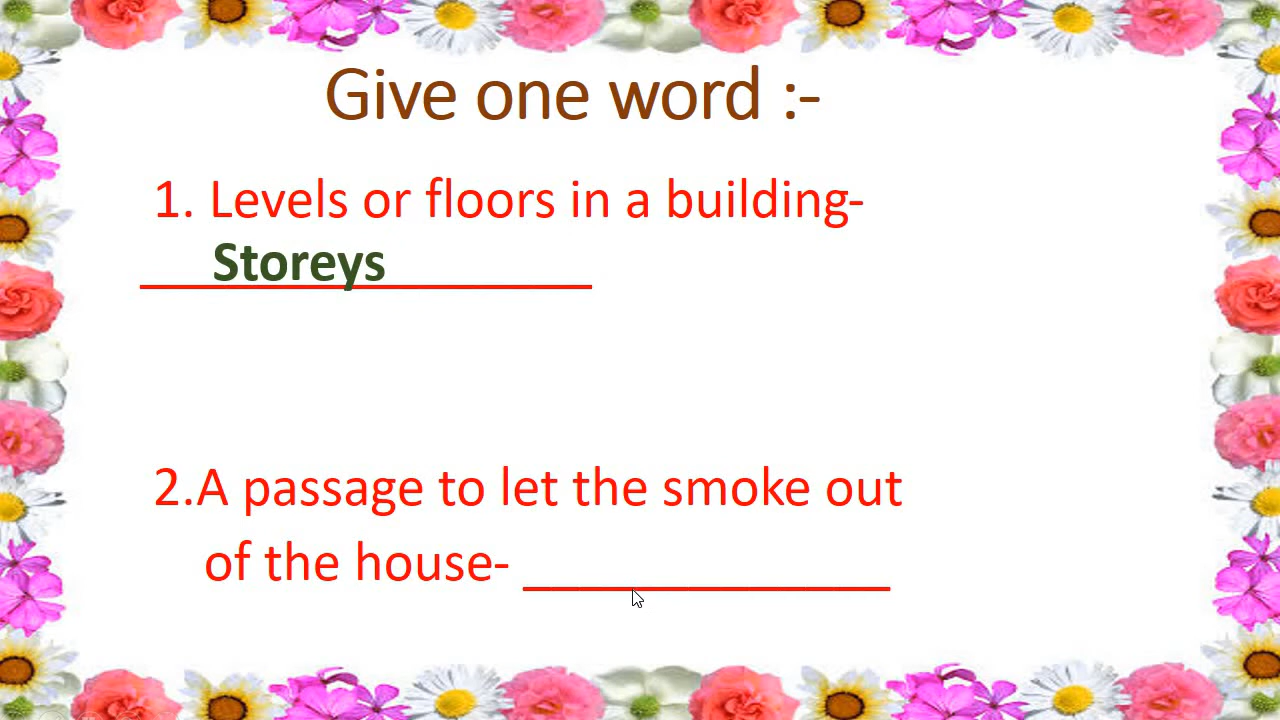 Give one word :-
1. Levels or floors in a building-
Storeys
2.A passage to let the smoke out
of the house- _______________